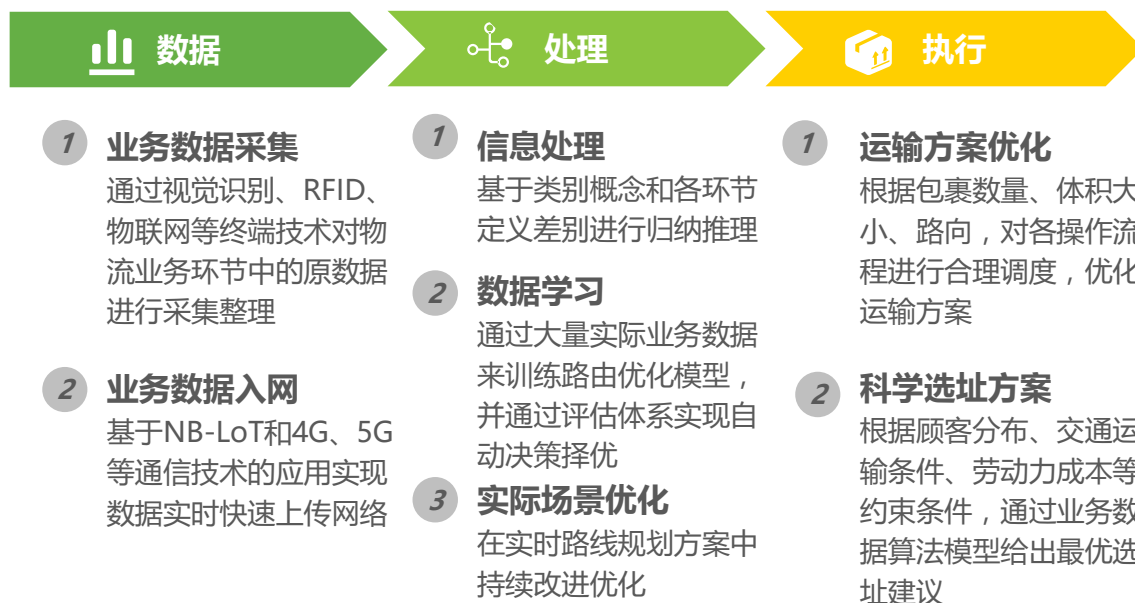 数据
1 业务数据采集
通过视觉识别、RFID、
物联网等终端技术对物
流业务环节中的原数据
进行采集整理
2 业务数据入网
基于NB-LoT和4G、5G
等通信技术的应用实现
数据实时快速上传网络
处理
1 信息处理
基于类别概念和各环节
定义差别进行归纳推理
2 数据学习
通过大量实际业务数据
来训练路由优化模型，
并通过评估体系实现自
动决策择优
3 实际场景优化
在实时路线规划方案中
持续改进优化
执行
1 运输方案优化
根据包裹数量、体积大
小、路向，对各操作流
程进行合理调度，优化
运输方案
2 科学选址方案
根据顾客分布、交通运
输条件、劳动力成本等
约束条件，通过业务数
据算法模型给出最优选
址建议